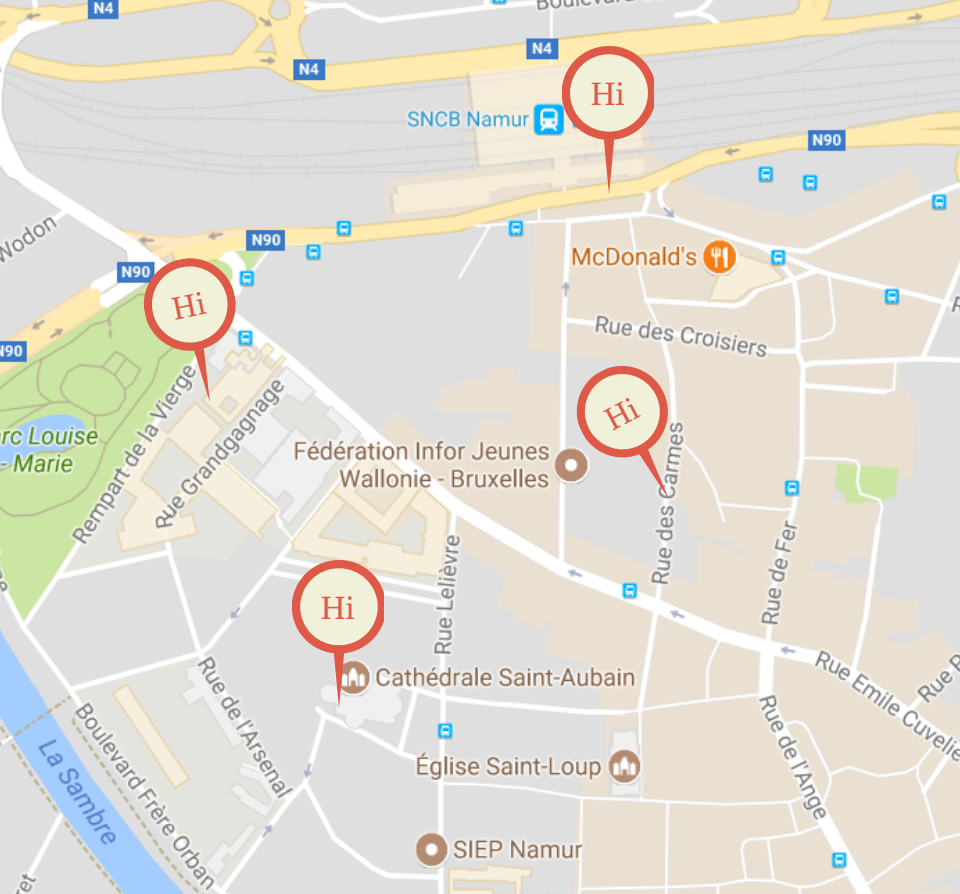 N4
Boulevard
N4
N4
Hi
SNCB Namur
N90
Wodon
N90
N90
McDonald's
Hi
Rue des Croisiers
N90
Hi
rc Louise
- Marie
Rempart de la Vierge
Rue Grandgagnage
Fédération Infor Jeunes
Wallonie - Bruxelles
Rue des Carmes
Rue de Fer
Rue Lelièvre
Hi
Cathédrale Saint-Aubain
Rue de l'Arsenal
Rue Emile Cuvelie
Rue
Rue de l'Ange
Boulevard Frère Orban
La Sambre
Église Saint-Loup
SIEP Namur
ret